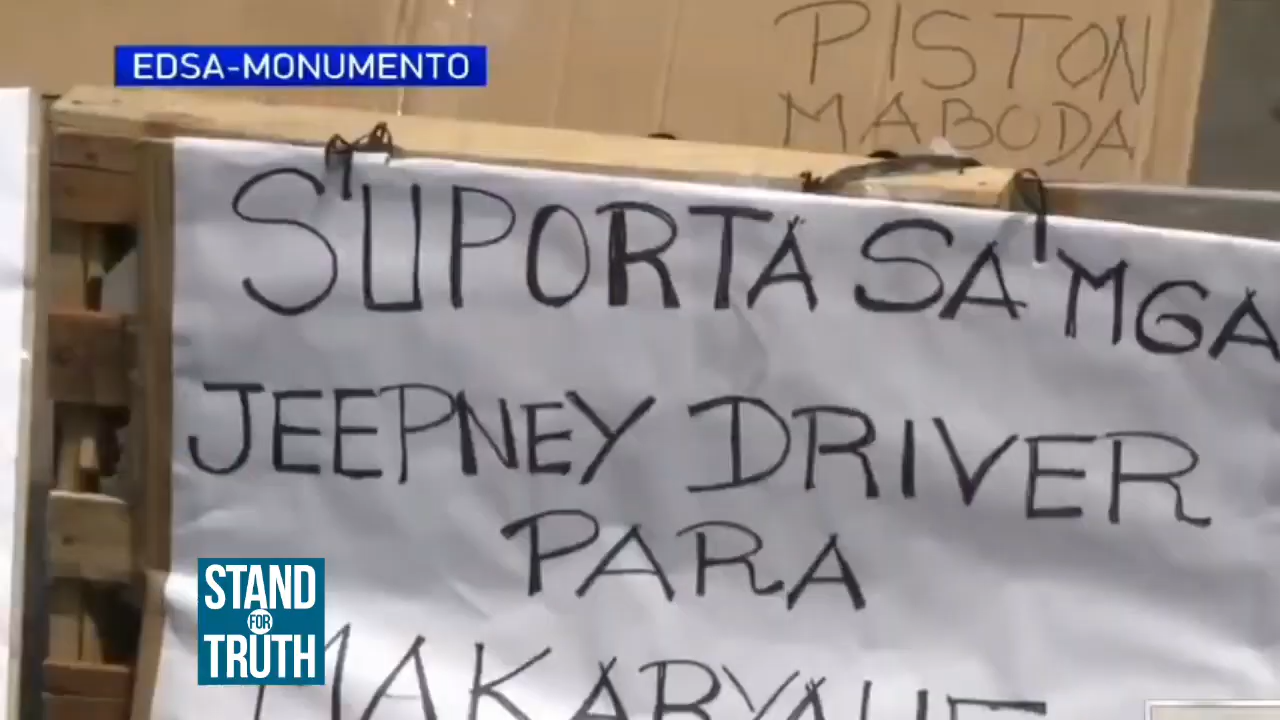 EDSA-MONUMENTO
PISTON
MABODA
SUPORTA SA MGA
JEEPNEY DRIVER
PARA
STAND
FOR
TRUTH